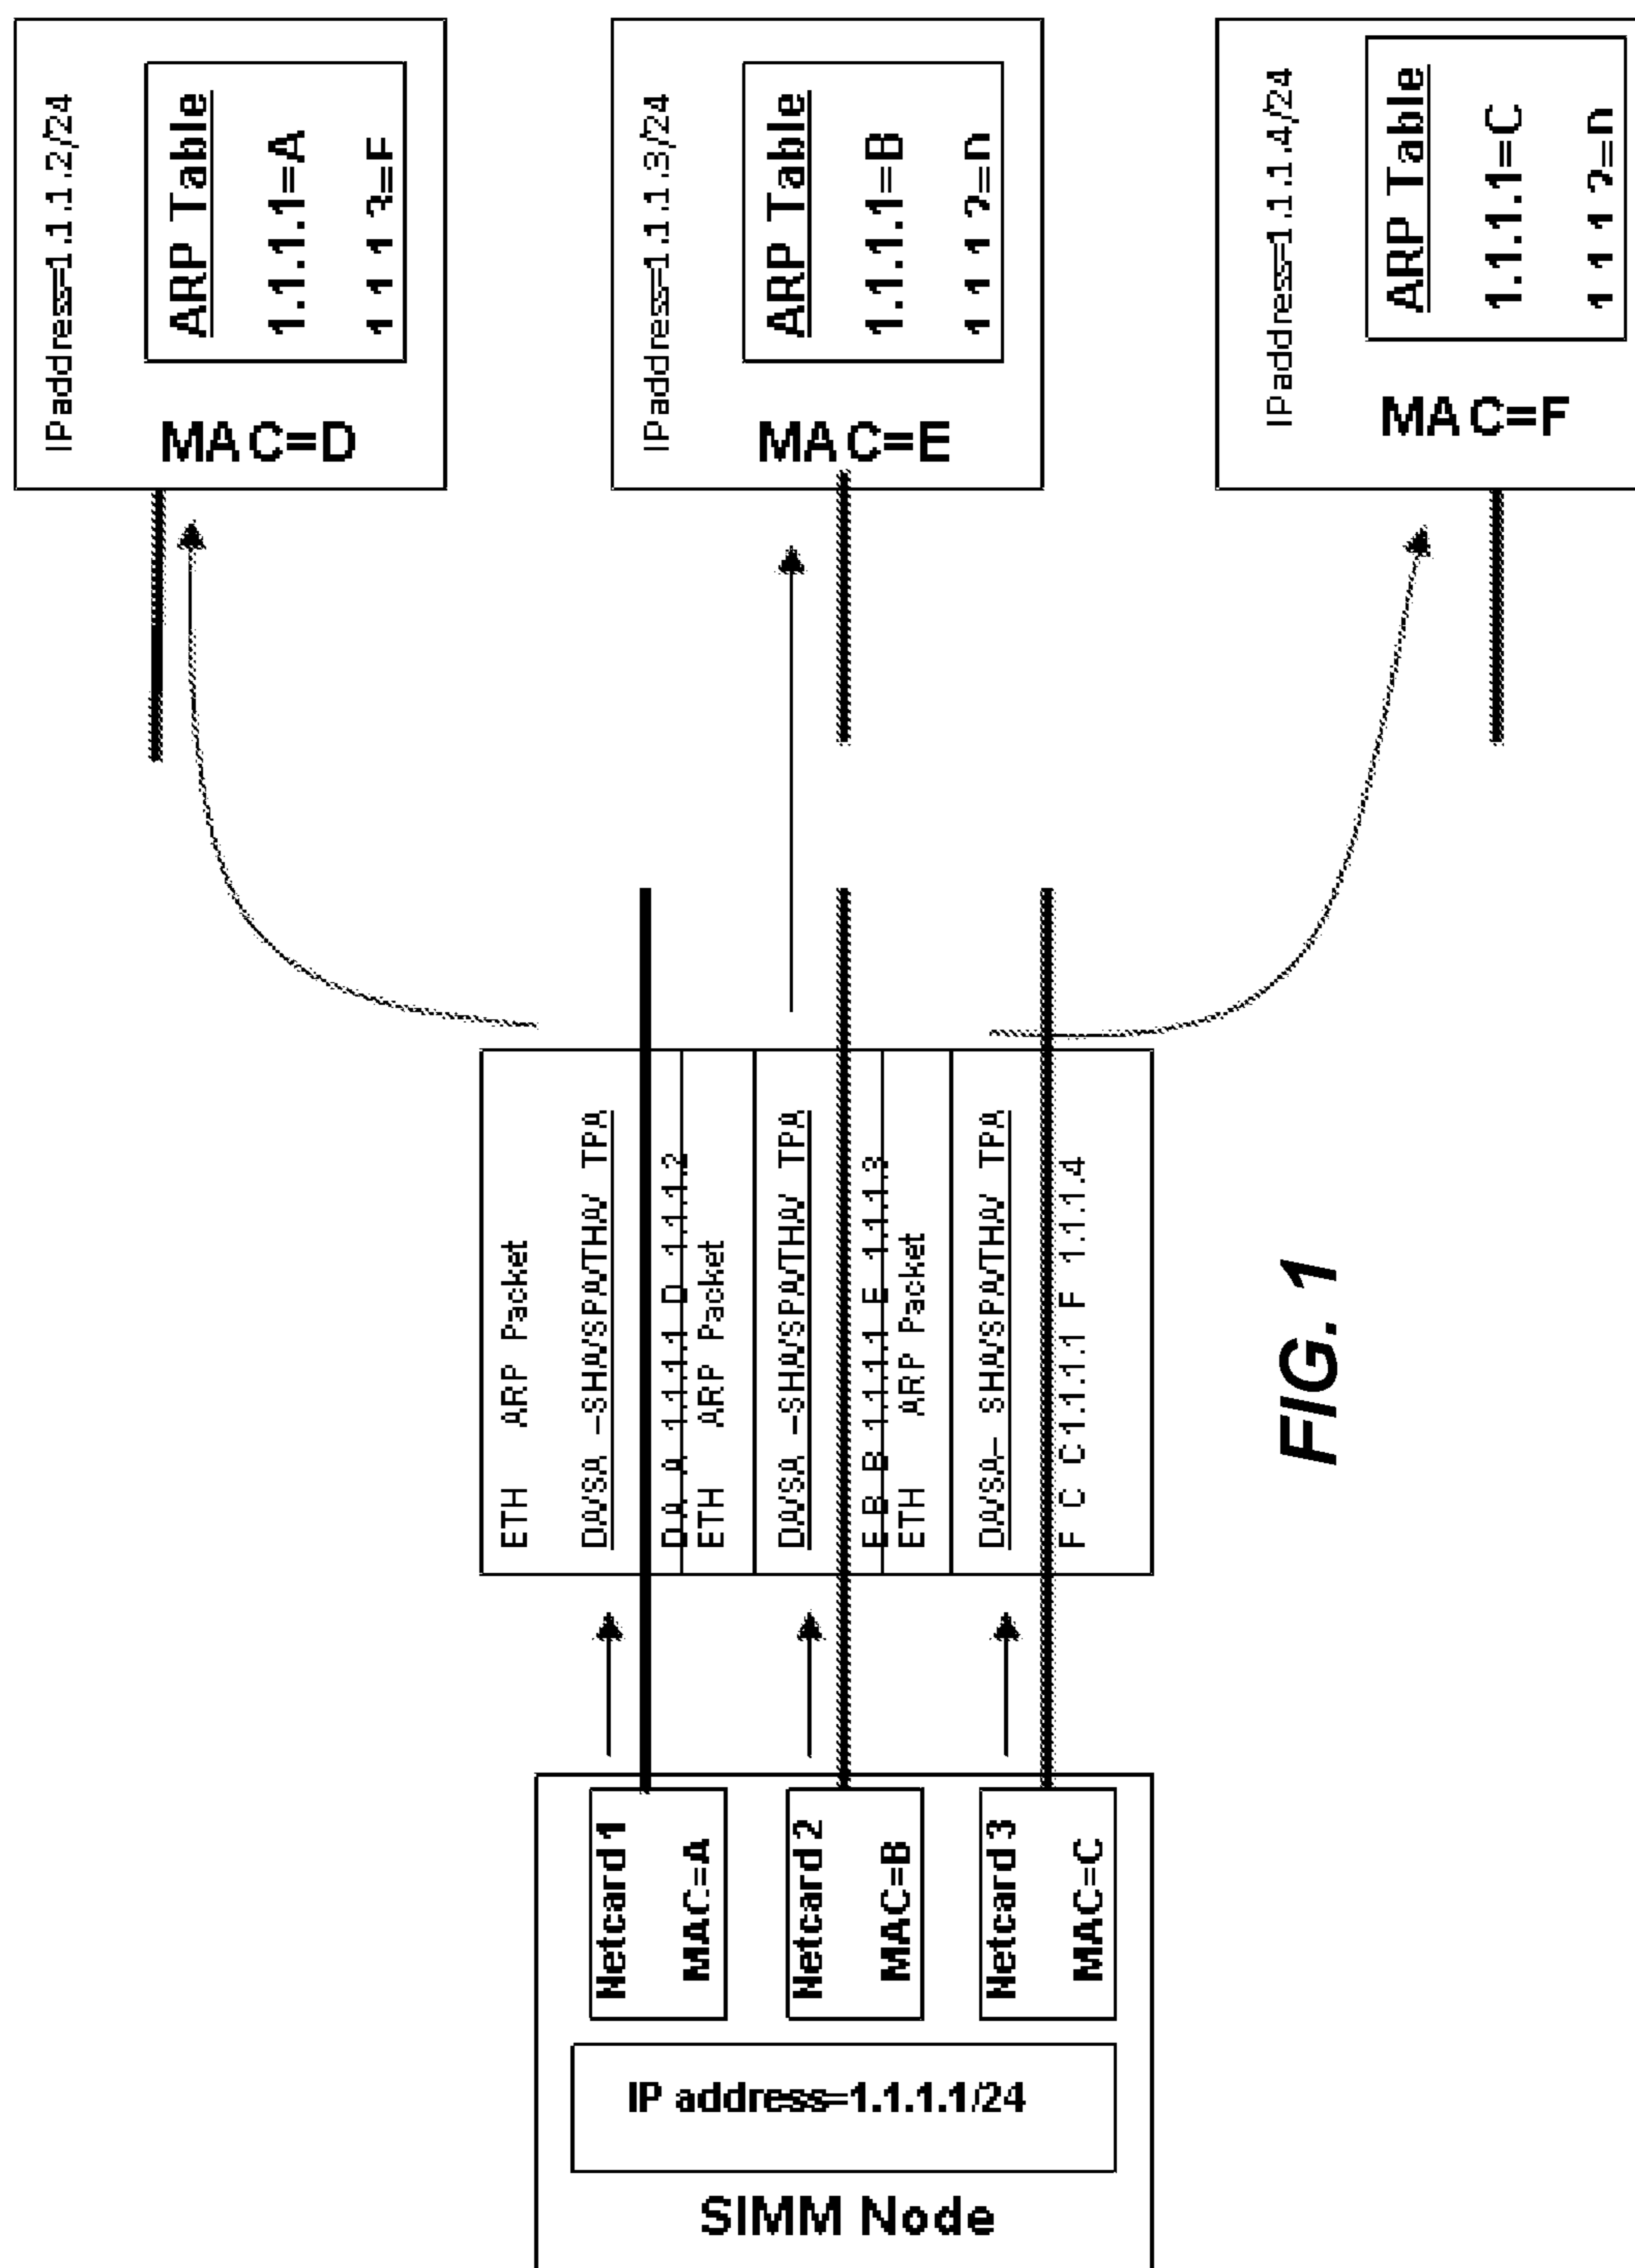 IPaddress=1.1.1.2/24
ARP Table
1.1.1.1=A
MAC=D
IPaddress=1.1.1.3/24
ARP Table
1.1.1.1=B
MAC=E
IPaddress=1.1.1.4/24
ARP Table
1.1.1.1=C
MAC=F
ETH ARP Packet
DA/SA –SHA/SPA/THA/ TPA
D A A 1.1.1.1 D 1.1.1.2
ETH ARP Packet
DA/SA –SHA/SPA/THA/ TPA
E B B 1.1.1.1 E 1.1.1.3
ETH ARP Packet
DA/SA– SHA/SPA/THA/ TPA
F C C1.1.1.1 F 1.1.1.4
Netcard 1
MAC=A
Netcard 2
MAC=B
Netcard 3
MAC=C
IP address=1.1.1.1/24
SIMM Node
FIG. 1